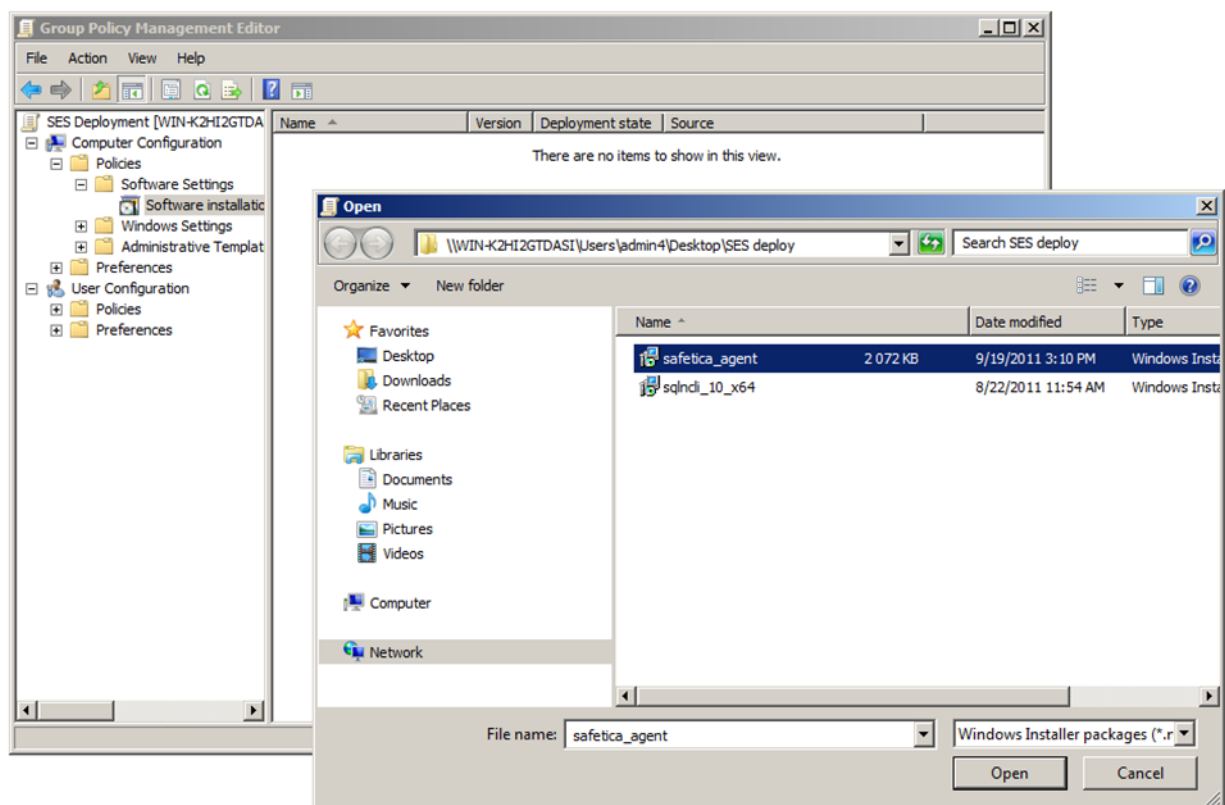 Group Policy Management Editor
File Action View Help
SES Deployment [WIN-K2HI2GTDA
Computer Configuration
Policies
Software Settings
Software installatic
Windows Settings
Administrative Templat
Preferences
User Configuration
Policies
Preferences
Name Version Deployment state Source
There are no items to show in this view.
Open
\\WIN-K2HI2GTDASI\Users\admin4\Desktop\SES deploy Search SES deploy
Organize New folder
Favorites
Desktop
Downloads
Recent Places
Libraries
Documents
Music
Pictures
Videos
Computer
Network
Name Date modified Type
safetica_agent 2 072 KB 9/19/2011 3:10 PM Windows Insta
sqlncli_10_x64 8/22/2011 11:54 AM Windows Insta
File name: safetica_agent Windows Installer packages (*.r
Open Cancel